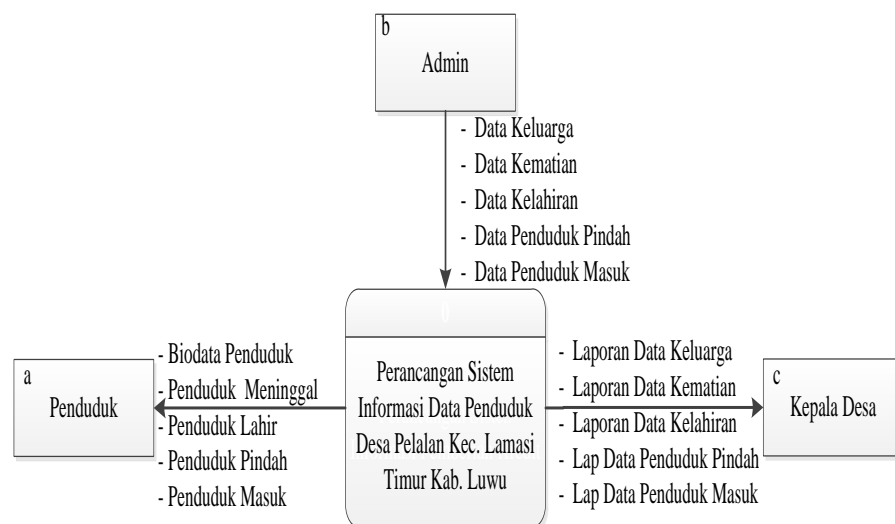 b
Admin
- Data Keluarga
- Data Kematian
- Data Kelahiran
- Data Penduduk Pindah
- Data Penduduk Masuk
0
a
Penduduk
- Biodata Penduduk
- Penduduk Meninggal
- Penduduk Lahir
- Penduduk Pindah
- Penduduk Masuk
Perancangan Sistem
Informasi Data Penduduk
Desa Pelalan Kec. Lamasi
Timur Kab. Luwu
- Laporan Data Keluarga
- Laporan Data Kematian
- Laporan Data Kelahiran
- Lap Data Penduduk Pindah
- Lap Data Penduduk Masuk
c
Kepala Desa